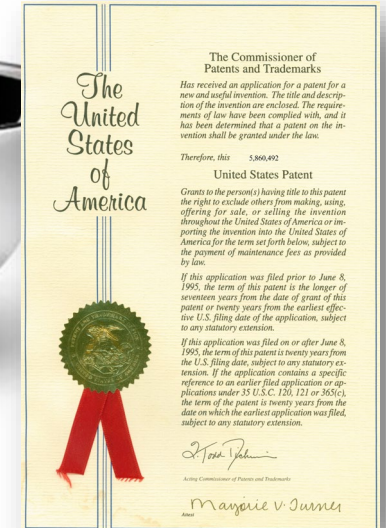 The
United
States
of
America
The Commissioner of
Patents and Trademarks
Has received an application for a patent for a
new and useful invention. The title and descrip-
tion of the invention are enclosed. The require-
ments of law have been complied with, and it
has been determined that a patent on the in-
vention shall be granted under the law.
Therefore, this 5,860,492
United States Patent
Grants to the person(s) having title to this patent
the right to exclude others from making, using,
offering for sale, or selling the invention
throughout the United States of America or im-
porting the invention into the United States of
America for the term set forth below, subject to
the payment of maintenance fees as provided
by law.
If this application was filed prior to June 8,
1995, the term of this patent is the longer of
seventeen years from the date of grant of this
patent or twenty years from the earliest effec-
tive U.S. filing date of the application, subject
to any statutory extension.
If this application was filed on or after June 8,
1995, the term of this patent is twenty years from
the U.S. filing date, subject to any statutory ex-
tension. If the application contains a specific
reference to an earlier filed application or ap-
plications under 35 U.S.C. 120, 121 or 365(c),
the term of the patent is twenty years from the
date on which the earliest application was filed,
subject to any statutory extension.
Acting Commissioner of Patents and Trademarks
Marjorie V. Turner
Attest